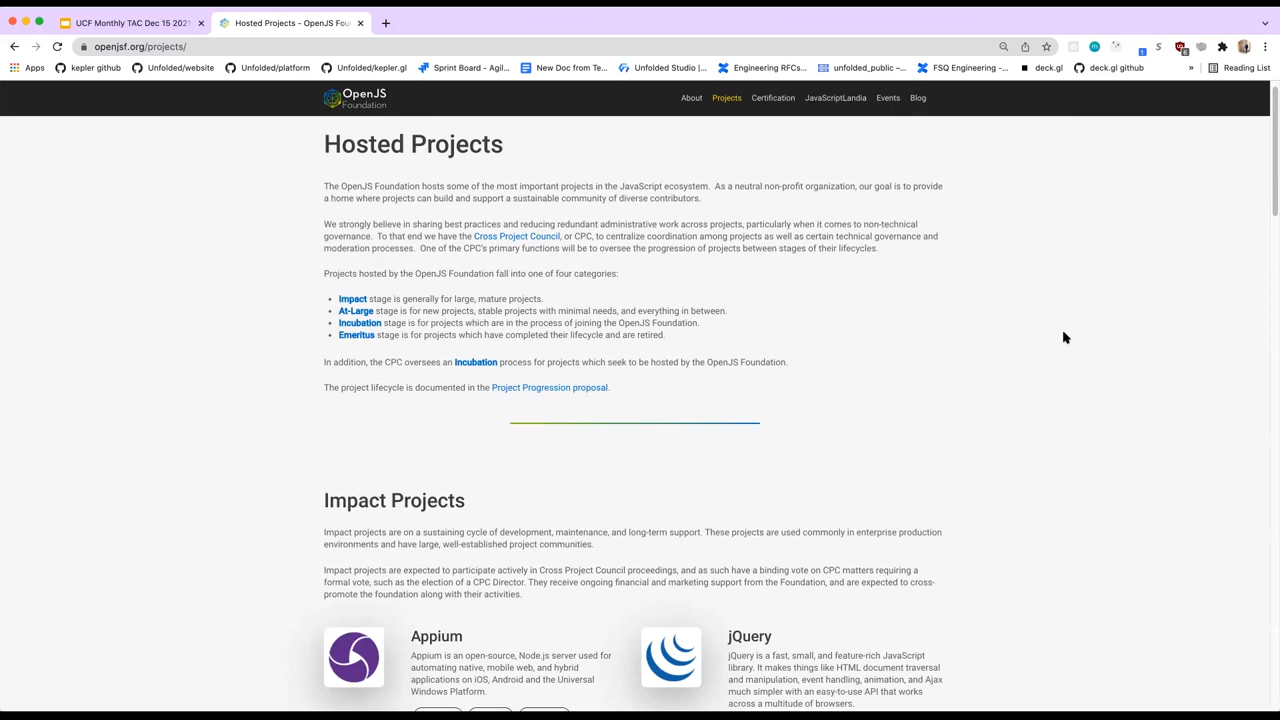 UCF Monthly TAC Dec 15 2021
Hosted Projects - OpenJS Fou
openjsf.org/projects/
Apps kepler github Unfolded/website Unfolded/platform Unfolded/kepler.gl Sprint Board - Agil... New Doc from Te... Unfolded Studio |... Engineering RFCs... unfolded_public –... FSQ Engineering -... deck.gl deck.gl github » Reading List
OpenJS
Foundation
About Projects Certification JavaScriptLandia Events Blog
Hosted Projects
The OpenJS Foundation hosts some of the most important projects in the JavaScript ecosystem. As a neutral non-profit organization, our goal is to provide
a home where projects can build and support a sustainable community of diverse contributors.
We strongly believe in sharing best practices and reducing redundant administrative work across projects, particularly when it comes to non-technical
governance. To that end we have the Cross Project Council, or CPC, to centralize coordination among projects as well as certain technical governance and
moderation processes. One of the CPC's primary functions will be to oversee the progression of projects between stages of their lifecycles.
Projects hosted by the OpenJS Foundation fall into one of four categories:
• Impact stage is generally for large, mature projects.
• At-Large stage is for new projects, stable projects with minimal needs, and everything in between.
• Incubation stage is for projects which are in the process of joining the OpenJS Foundation.
• Emeritus stage is for projects which have completed their lifecycle and are retired.
In addition, the CPC oversees an Incubation process for projects which seek to be hosted by the OpenJS Foundation.
The project lifecycle is documented in the Project Progression proposal.
Impact Projects
Impact projects are on a sustaining cycle of development, maintenance, and long-term support. These projects are used commonly in enterprise production
environments and have large, well-established project communities.
Impact projects are expected to participate actively in Cross Project Council proceedings, and as such have a binding vote on CPC matters requiring a
formal vote, such as the election of a CPC Director. They receive ongoing financial and marketing support from the Foundation, and are expected to cross-
promote the foundation along with their activities.
Appium
Appium is an open-source, Node.js server used for
automating native, mobile web, and hybrid
applications on iOS, Android and the Universal
Windows Platform.
jQuery
jQuery is a fast, small, and feature-rich JavaScript
library. It makes things like HTML document traversal
and manipulation, event handling, animation, and Ajax
much simpler with an easy-to-use API that works
across a multitude of browsers.